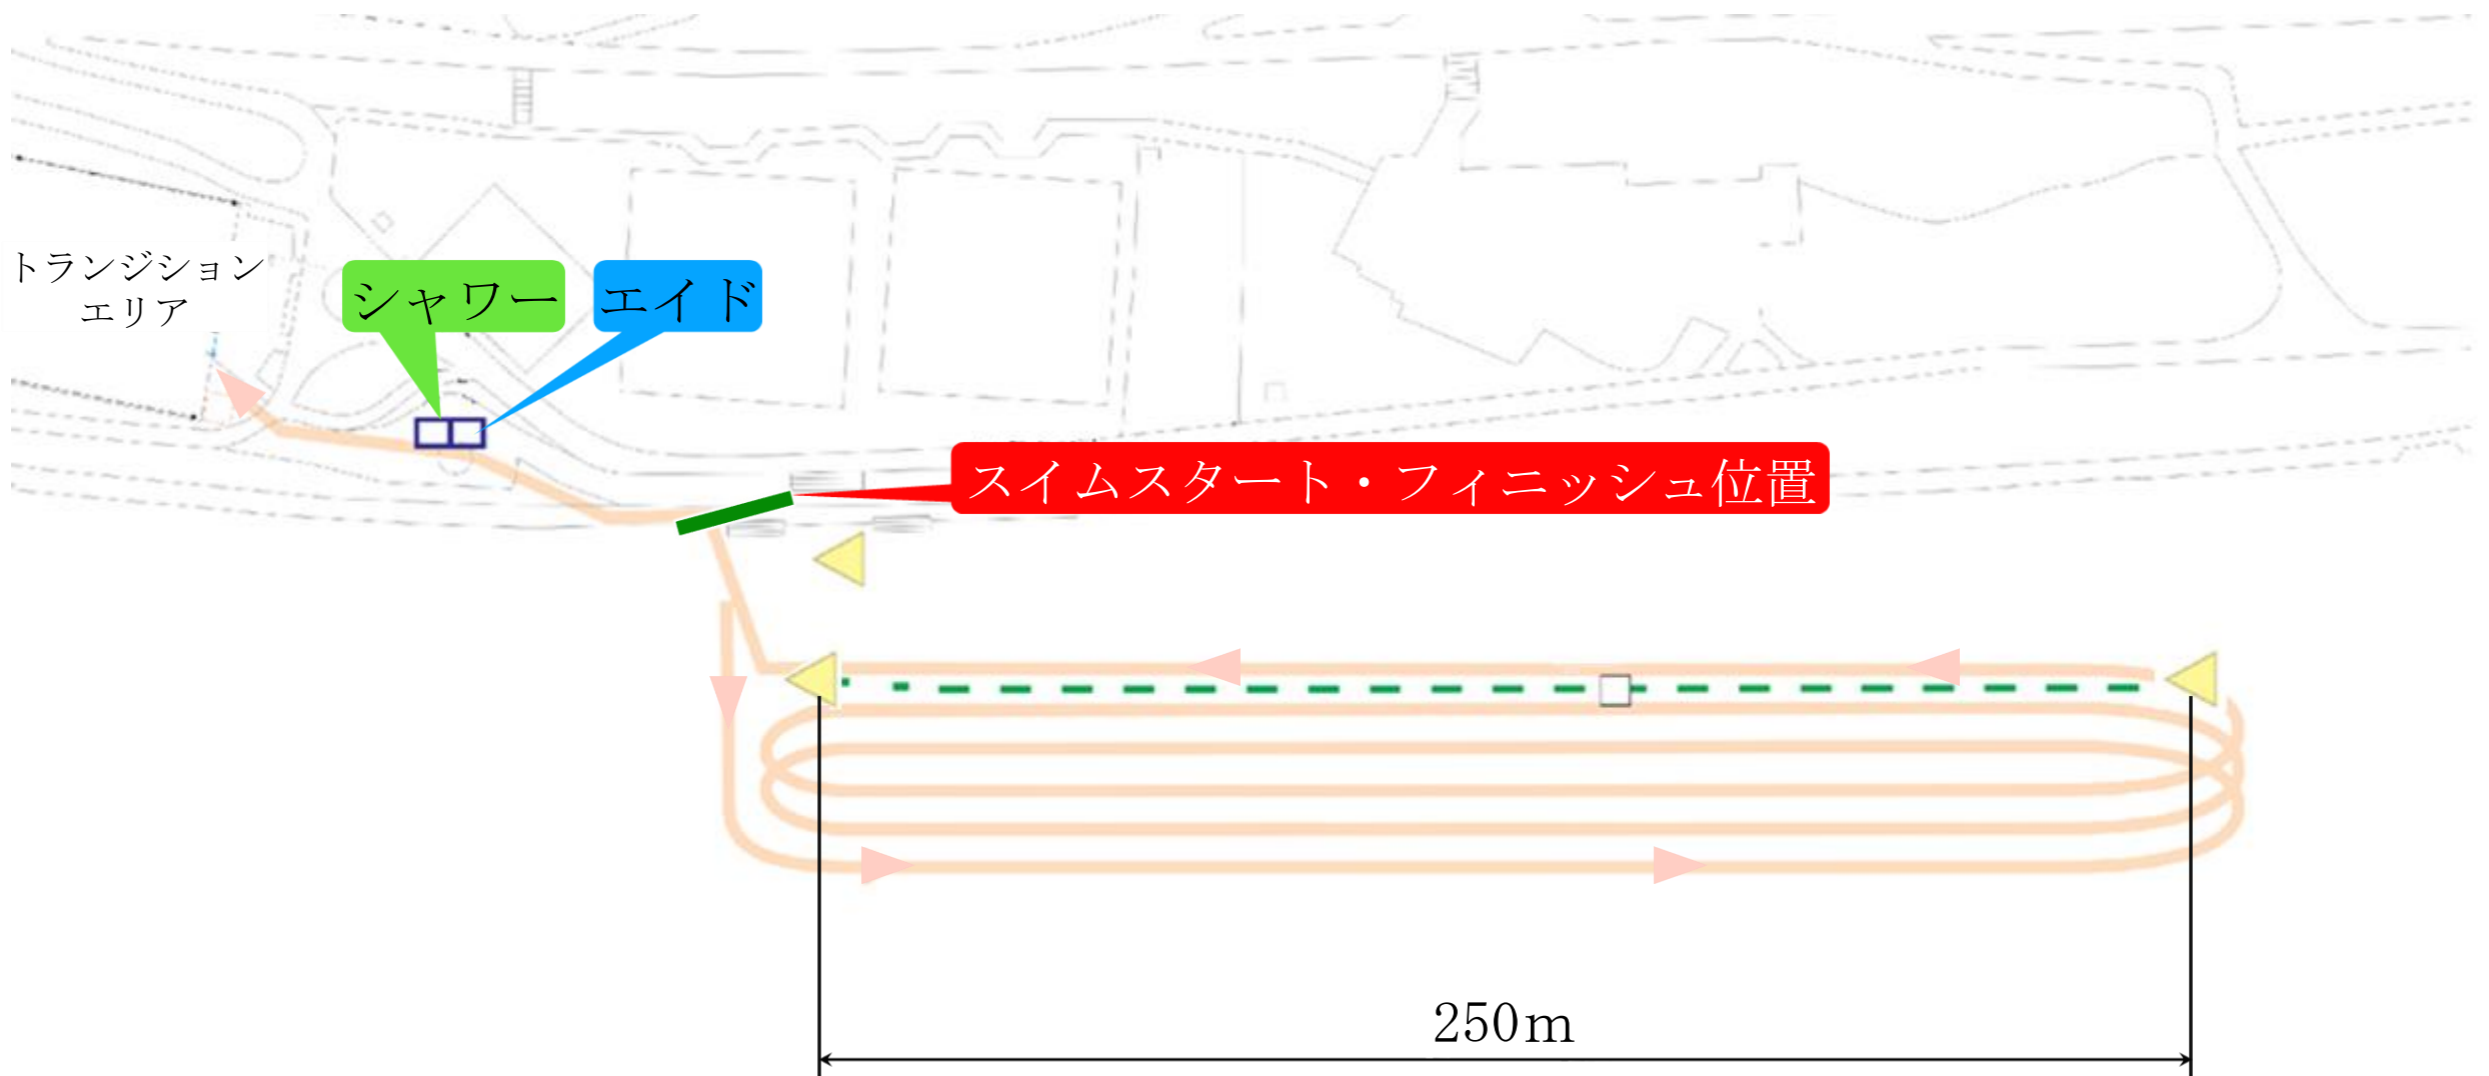 トランジション
エリア
シャワー
エイド
スイムスタート・フィニッシュ位置
250m